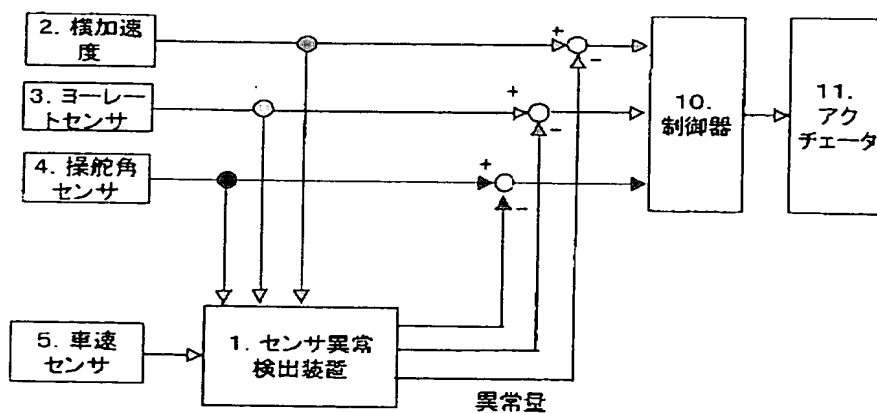 2. 横加速
度
3. ヨーレー
トセンサ
4. 操舵角
センサ
5. 車速
センサ
1. センサ異常
検出装置
10.
制御器
11.
アク
チェータ
+
-
+
-
+
-
異常量